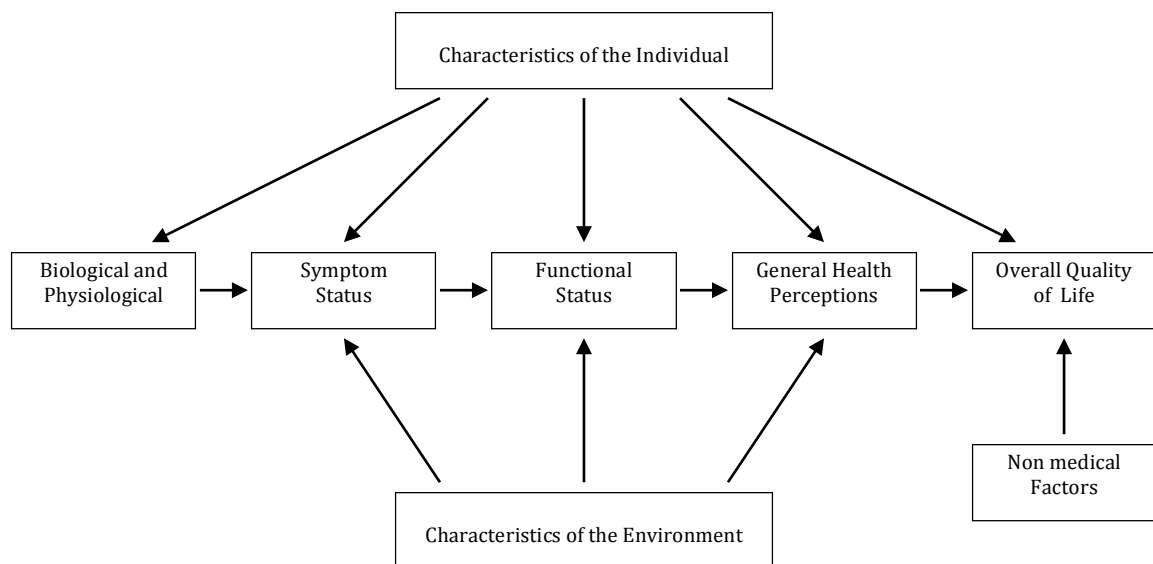 Characteristics of the Individual
Biological and
Physiological
Symptom
Status
Functional
Status
General Health
Perceptions
Overall Quality
of Life
Non medical
Factors
Characteristics of the Environment